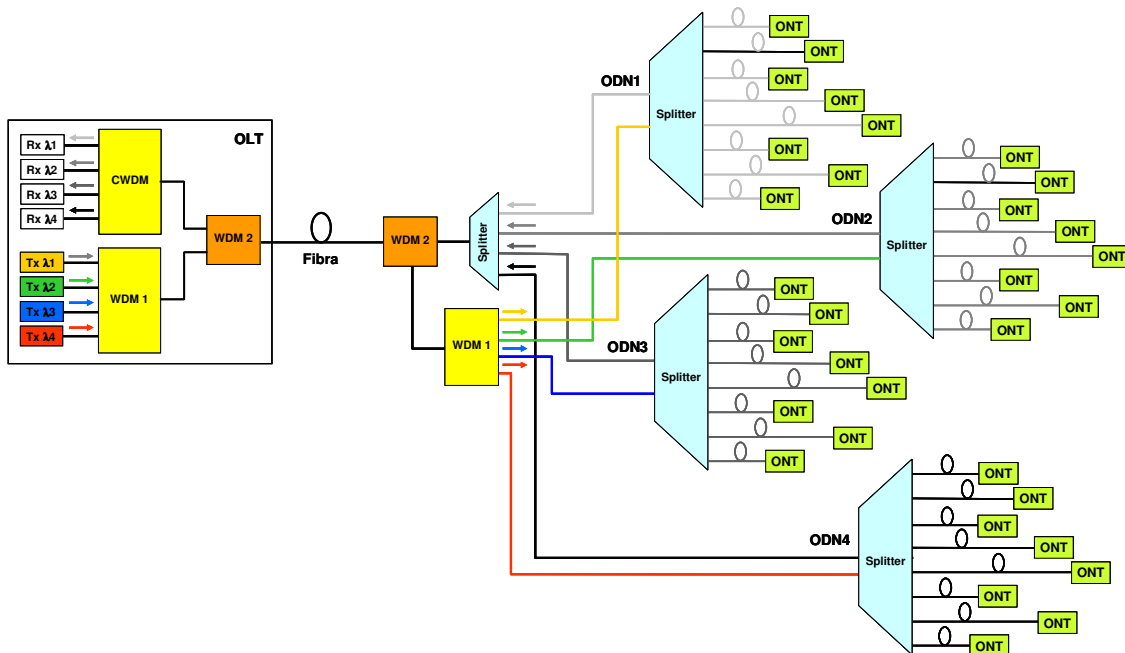 OLT
Rx λ1
Rx λ2
Rx λ3
Rx λ4
CWDM
Tx λ1
Tx λ2
Tx λ3
Tx λ4
WDM 1
WDM 2
Fibra
WDM 2
Splitter
WDM 1
ODN1
Splitter
ONT
ONT
ONT
ONT
ONT
ONT
ONT
ONT
ODN2
Splitter
ONT
ONT
ONT
ONT
ONT
ONT
ONT
ONT
ODN3
Splitter
ONT
ONT
ONT
ONT
ONT
ONT
ONT
ONT
ODN4
Splitter
ONT
ONT
ONT
ONT
ONT
ONT
ONT
ONT